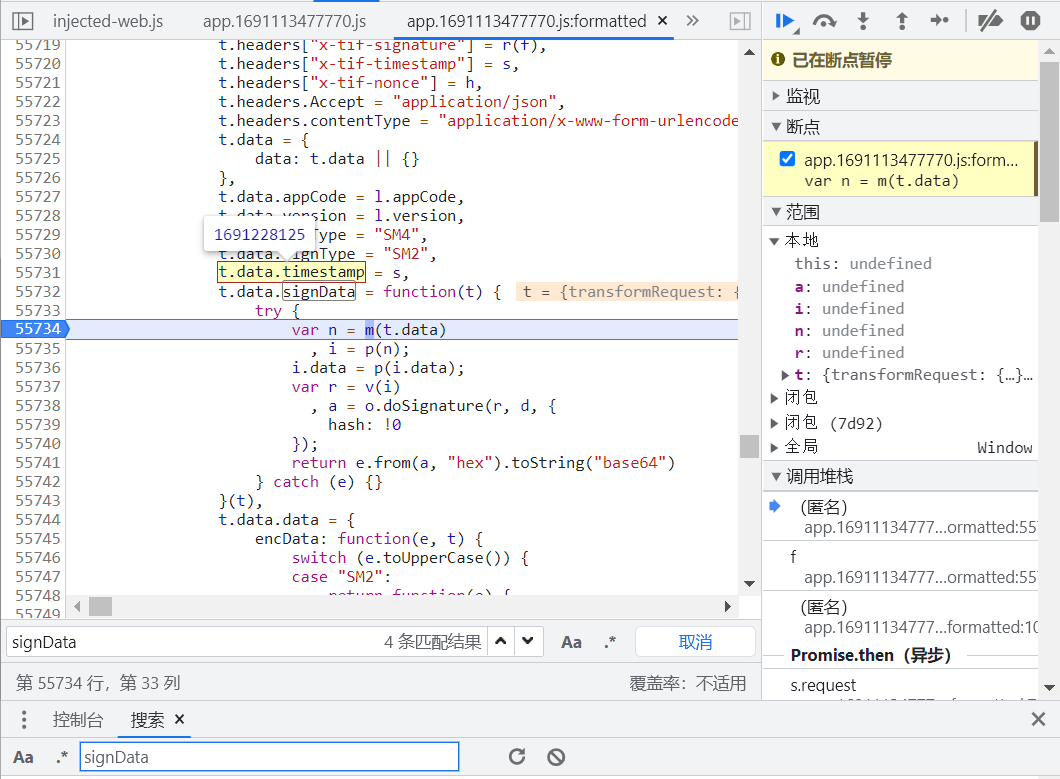 injected-web.js app.1691113477770.js app.1691113477770.js:formatted × »
55719 t.headers["x-tif-signature"] = r(f),
55720 t.headers["x-tif-timestamp"] = s,
55721 t.headers["x-tif-nonce"] = h,
55722 t.headers.Accept = "application/json",
55723 t.headers.contentType = "application/x-www-form-urlencode
55724 t.data = {
55725 data: t.data || {}
55726 },
55727 t.data.appCode = l.appCode,
55728 t.data.version = l.version,
1691228125
55729 Type = "SM4",
55730 t.data.signType = "SM2",
55731 t.data.timestamp = s,
55732 t.data.signData = function(t) { t = {transformRequest: {
55733 try {
55734 var n = m(t.data)
55735 , i = p(n);
55736 i.data = p(i.data);
55737 var r = v(i)
55738 , a = o.doSignature(r, d, {
55739 hash: !0
55740 });
55741 return e.from(a, "hex").toString("base64")
55742 } catch (e) {}
55743 }(t),
55744 t.data.data = {
55745 encData: function(e, t) {
55746 switch (e.toUpperCase()) {
55747 case "SM2":
55748 return function(e) {
55749
signData 4 条匹配结果 Aa .* 取消
第 55734 行，第 33 列 覆盖率：不适用
控制台 搜索 ×
Aa .* signData
已在断点暂停
监视
断点
app.1691113477770.js:form...
var n = m(t.data)
范围
本地
this: undefined
a: undefined
i: undefined
n: undefined
r: undefined
t: {transformRequest: {…}…
闭包
闭包 (7d92)
全局 Window
调用堆栈
(匿名)
app.16911134777...ormatted:55
f
app.16911134777...ormatted:55
(匿名)
app.16911134777...formatted:10
Promise.then（异步）
s.request